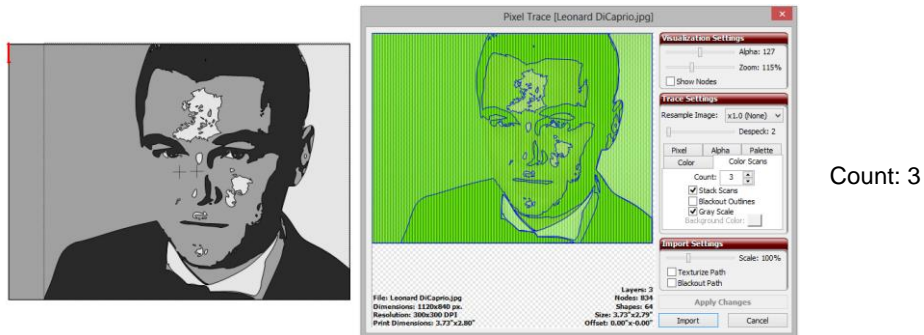 Pixel Trace [Leonard DiCaprio.jpg]
Visualization Settings
Alpha: 127
Zoom: 115%
Show Nodes
Trace Settings
Resample Image: x1.0 (None)
Despeck: 2
Pixel Alpha Palette
Color Color Scans
Count: 3
Stack Scans
Blackout Outlines
Gray Scale
Background Color:
Import Settings
Scale: 100%
Texturize Path
Blackout Path
Apply Changes
Import Cancel
File: Leonard DiCaprio.jpg
Dimensions: 1120x840 px.
Resolution: 300x300 DPI
Print Dimensions: 3.73"x2.80"
Layers: 3
Nodes: 834
Shapes: 64
Size: 3.73"x2.79"
Offset: 0.00"x-0.00"
Count: 3